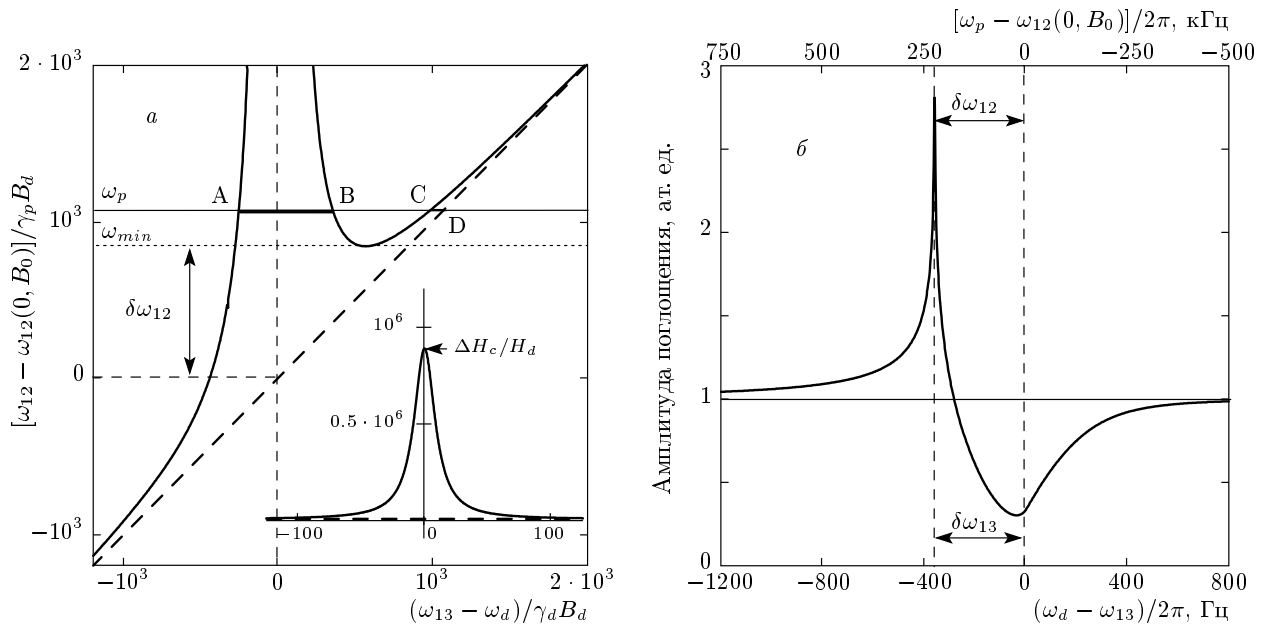 2 · 10³
а
[ω₁₂ − ω₁₂(0, B₀)]/γₚB_d
ωₚ
A
B
C
D
10³
ω_min
δω₁₂
0
−10³
10⁶
ΔH_c/H_d
0.5 · 10⁶
−100
0
100
−10³
0
10³
2 · 10³
(ω₁₃ − ω_d)/γ_dB_d
[ωₚ − ω₁₂(0, B₀)]/2π, кГц
750
500
250
0
−250
−500
3
δω₁₂
б
Амплитуда поглощения, ат. ед.
2
1
δω₁₃
0
−1200
−800
−400
0
400
800
(ω_d − ω₁₃)/2π, Гц